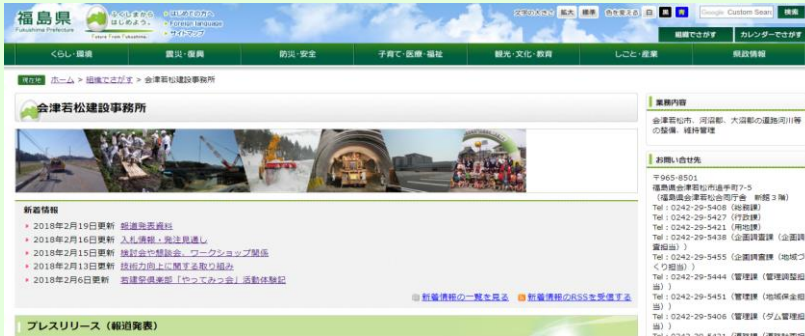 福島県
Fukushima Prefecture
ふくしまから
はじめよう。
Future From Fukushima.
はじめての方へ
Foreign language
サイトマップ
文字の大きさ 拡大 標準 色を変える 白 黒 青
Google Custom Sear 検索
組織でさがす カレンダーでさがす
くらし・環境 震災・復興 防災・安全 子育て・医療・福祉 観光・文化・教育 しごと・産業 県政情報
現在地 ホーム > 組織でさがす > 会津若松建設事務所
会津若松建設事務所
新着情報
2018年2月19日更新 報道発表資料
2018年2月16日更新 入札情報・発注見通し
2018年2月15日更新 検討会や懇談会、ワークショップ関係
2018年2月13日更新 技術力向上に関する取り組み
2018年2月6日更新 若建祭倶楽部「やってみっ会」活動体験記
新着情報の一覧を見る 新着情報のRSSを受信する
プレスリリース（報道発表）
業務内容
会津若松市、河沼郡、大沼郡の道路河川等
の整備、維持管理
お問い合せ先
〒965-8501
福島県会津若松市追手町7-5
（福島県会津若松合同庁舎 新館３階）
Tel：0242-29-5408（総務課）
Tel：0242-29-5427（行政課）
Tel：0242-29-5421（用地課）
Tel：0242-29-5438（企画調査課（企画調
査担当））
Tel：0242-29-5455（企画調査課（地域づ
くり担当））
Tel：0242-29-5444（管理課（管理調整担
当））
Tel：0242-29-5451（管理課（地域保全担
当））
Tel：0242-29-5406（管理課（ダム管理担
当））